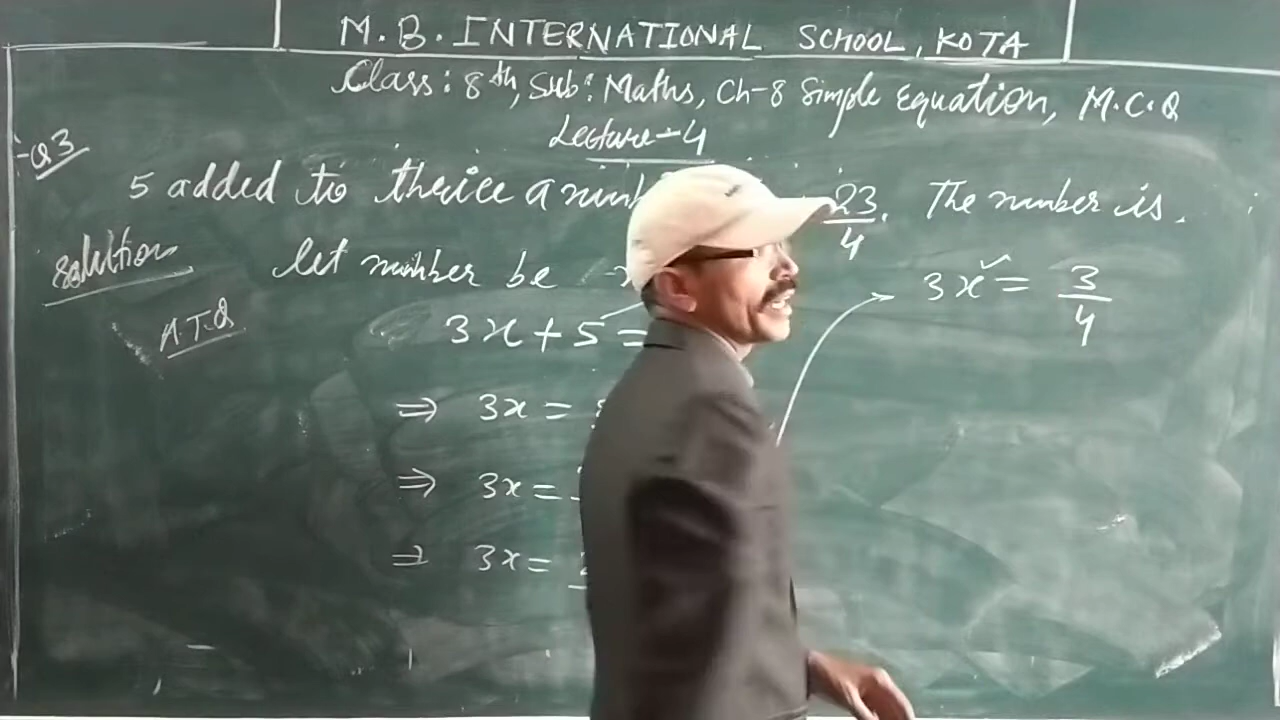 M.B. INTERNATIONAL SCHOOL, KOTA
Class: 8th, Sub: Maths, Ch-8 Simple Equation, M.C.Q
Lecture-4
Q3
5 added to thrice a 23/4. The number is.
Solution let number be
A.T.Q
3x + 5 =
⇒ 3x =
⇒ 3x =
⇒ 3x =
3x = 3/4